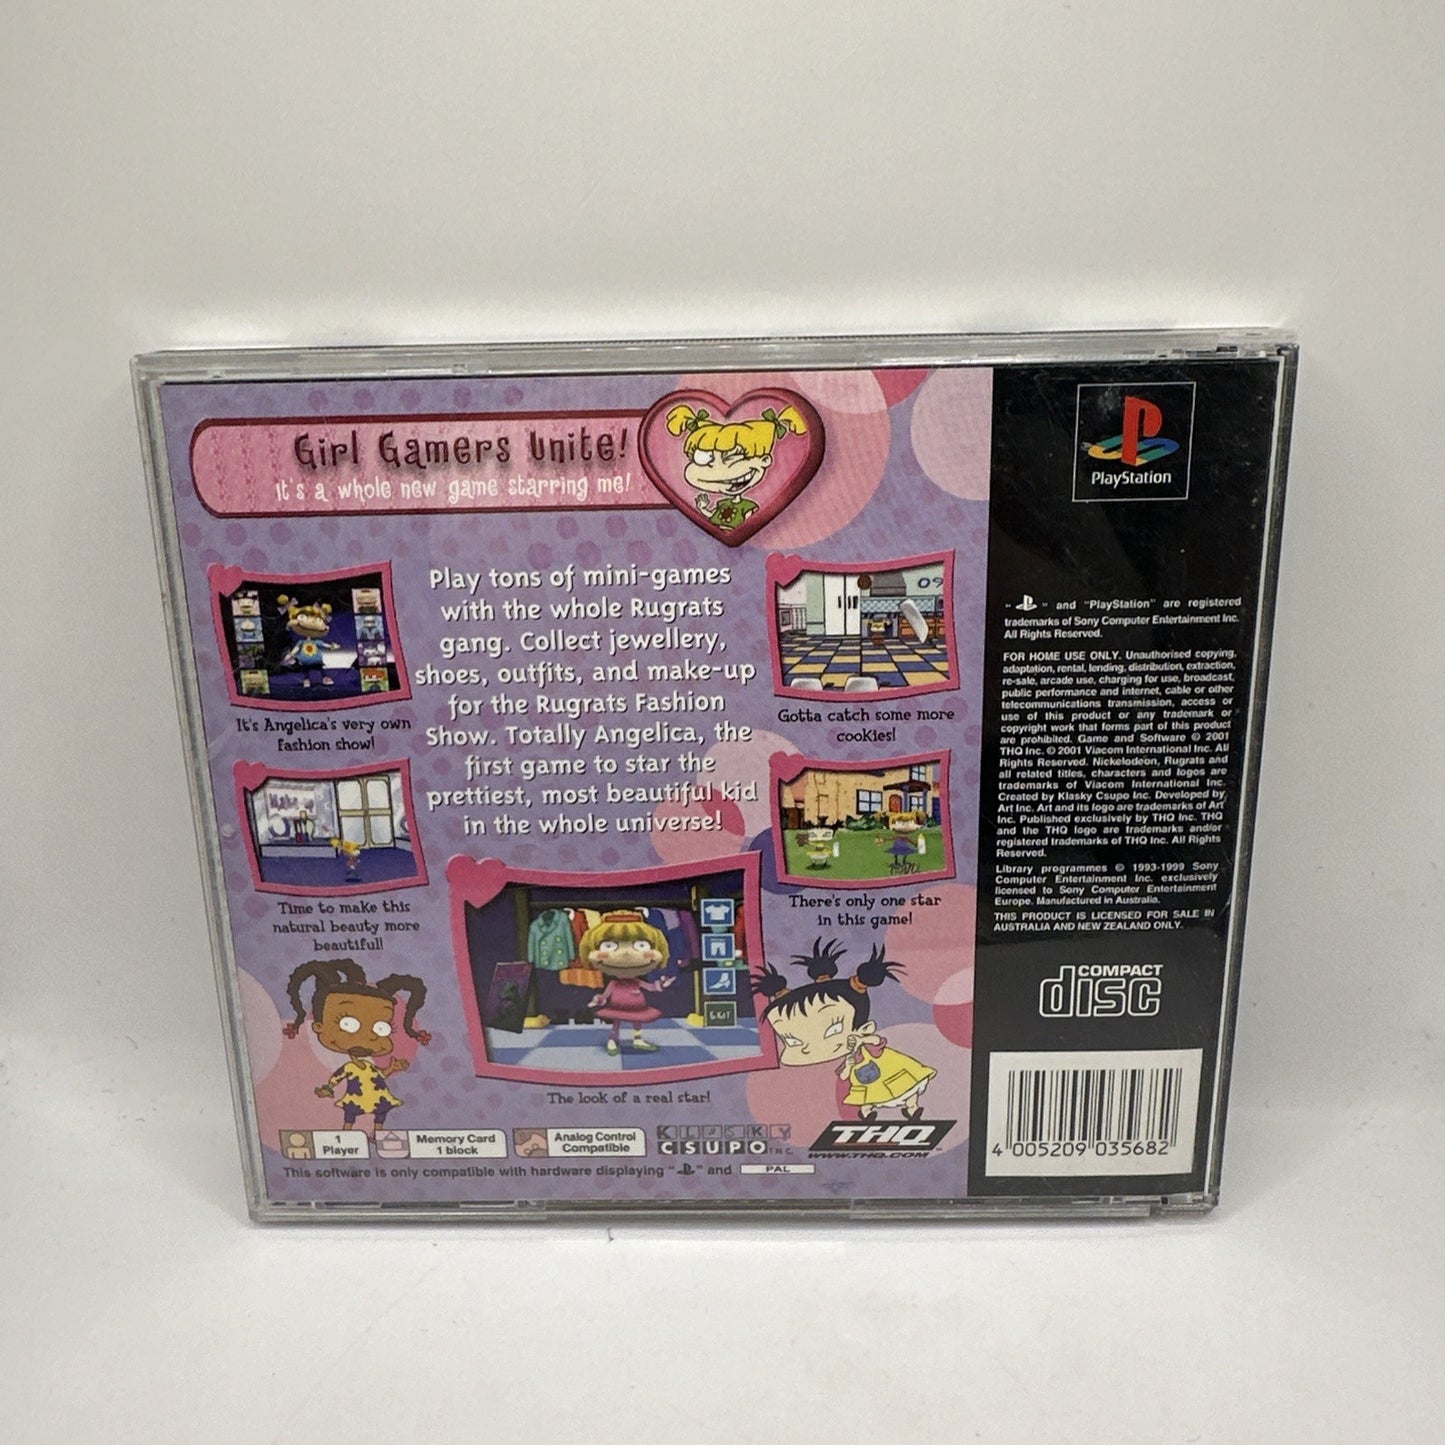 Girl Gamers Unite!
it's a whole new game starring me!
Play tons of mini-games
with the whole Rugrats
gang. Collect jewellery,
shoes, outfits, and make-up
for the Rugrats Fashion
Show. Totally Angelica, the
first game to star the
prettiest, most beautiful kid
in the whole universe!
It's Angelica's very own
fashion show!
Make up
Time to make this
natural beauty more
beautiful!
09
Gotta catch some more
cookies!
There's only one star
in this game!
EXIT
The look of a real star!
1
Player
Memory Card
1 block
Analog Control
Compatible
KLASKY
CSUPO INC.
THQ
WWW.THQ.COM
This software is only compatible with hardware displaying " " and PAL
PlayStation
" " and "PlayStation" are registered
trademarks of Sony Computer Entertainment Inc.
All Rights Reserved.
FOR HOME USE ONLY. Unauthorised copying,
adaptation, rental, lending, distribution, extraction,
re-sale, arcade use, charging for use, broadcast,
public performance and internet, cable or other
telecommunications transmission, access or
use of this product or any trademark or
copyright work that forms part of this product
are prohibited. Game and Software © 2001
THQ Inc. © 2001 Viacom International Inc. All
Rights Reserved. Nickelodeon, Rugrats and
all related titles, characters and logos are
trademarks of Viacom International Inc.
Created by Klasky Csupo Inc. Developed by
Art Inc. Art and its logo are trademarks of Art
Inc. Published exclusively by THQ Inc. THQ
and the THQ logo are trademarks and/or
registered trademarks of THQ Inc. All Rights
Reserved.
Library programmes © 1993-1999 Sony
Computer Entertainment Inc. exclusively
licensed to Sony Computer Entertainment
Europe. Manufactured in Australia.
THIS PRODUCT IS LICENSED FOR SALE IN
AUSTRALIA AND NEW ZEALAND ONLY.
COMPACT
disc
4 005209 035682